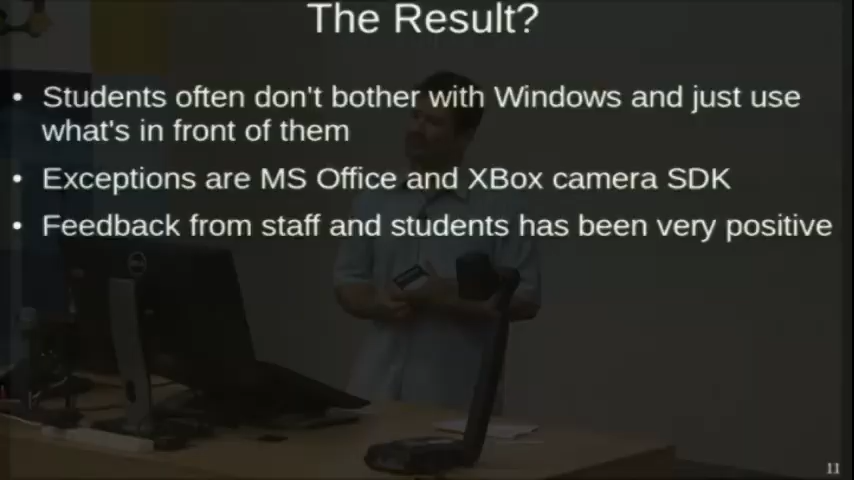 The Result?
• Students often don't bother with Windows and just use
what's in front of them
• Exceptions are MS Office and XBox camera SDK
• Feedback from staff and students has been very positive
11